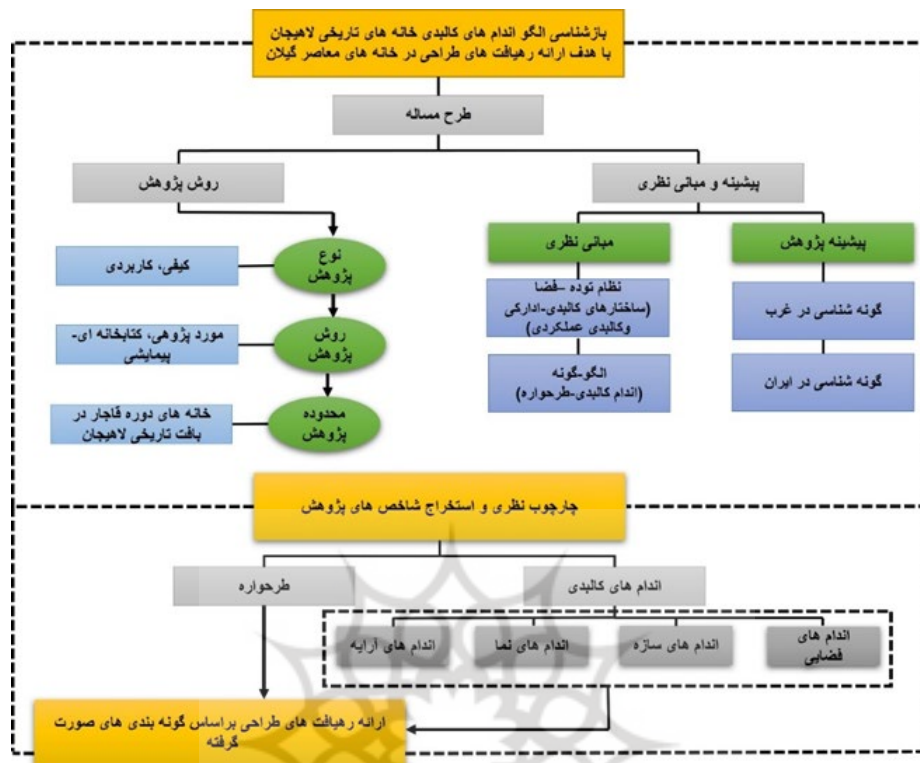 بازشناسی الگو اندام های کالبدی خانه های تاریخی لاهیجان
با هدف ارائه رهیافت های طراحی در خانه های معاصر گیلان
طرح مساله
پیشینه و مبانی نظری
روش پژوهش
پیشینه پژوهش
مبانی نظری
گونه شناسی در غرب
گونه شناسی در ایران
نظام توده –فضا
(ساختارهای کالبدی-ادارکی
وکالبدی عملکردی)
الگو-گونه
(اندام کالبدی-طرحواره)
نوع
پژوهش
کیفی، کاربردی
روش
پژوهش
مورد پژوهی، کتابخانه ای-
پیمایشی
محدوده
پژوهش
خانه های دوره قاجار در
بافت تاریخی لاهیجان
چارچوب نظری و استخراج شاخص های پژوهش
اندام های کالبدی
طرحواره
اندام های
فضایی
اندام های سازه
اندام های نما
اندام های آرایه
ارائه رهیافت های طراحی براساس گونه بندی های صورت
گرفته